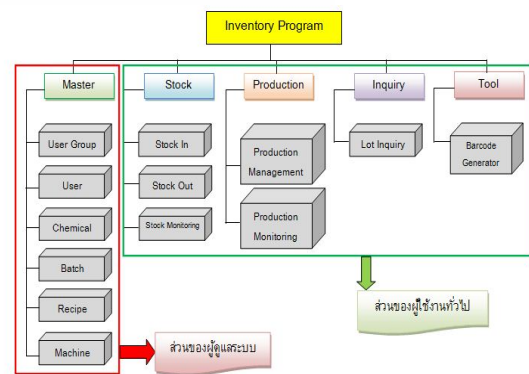 Inventory Program
Master
Stock
Production
Inquiry
Tool
User Group
User
Chemical
Batch
Recipe
Machine
Stock In
Stock Out
Stock Monitoring
Production
Management
Production
Monitoring
Lot Inquiry
Barcode
Generator
ส่วนของผู้ใช้งานทั่วไป
ส่วนของผู้ดูแลระบบ